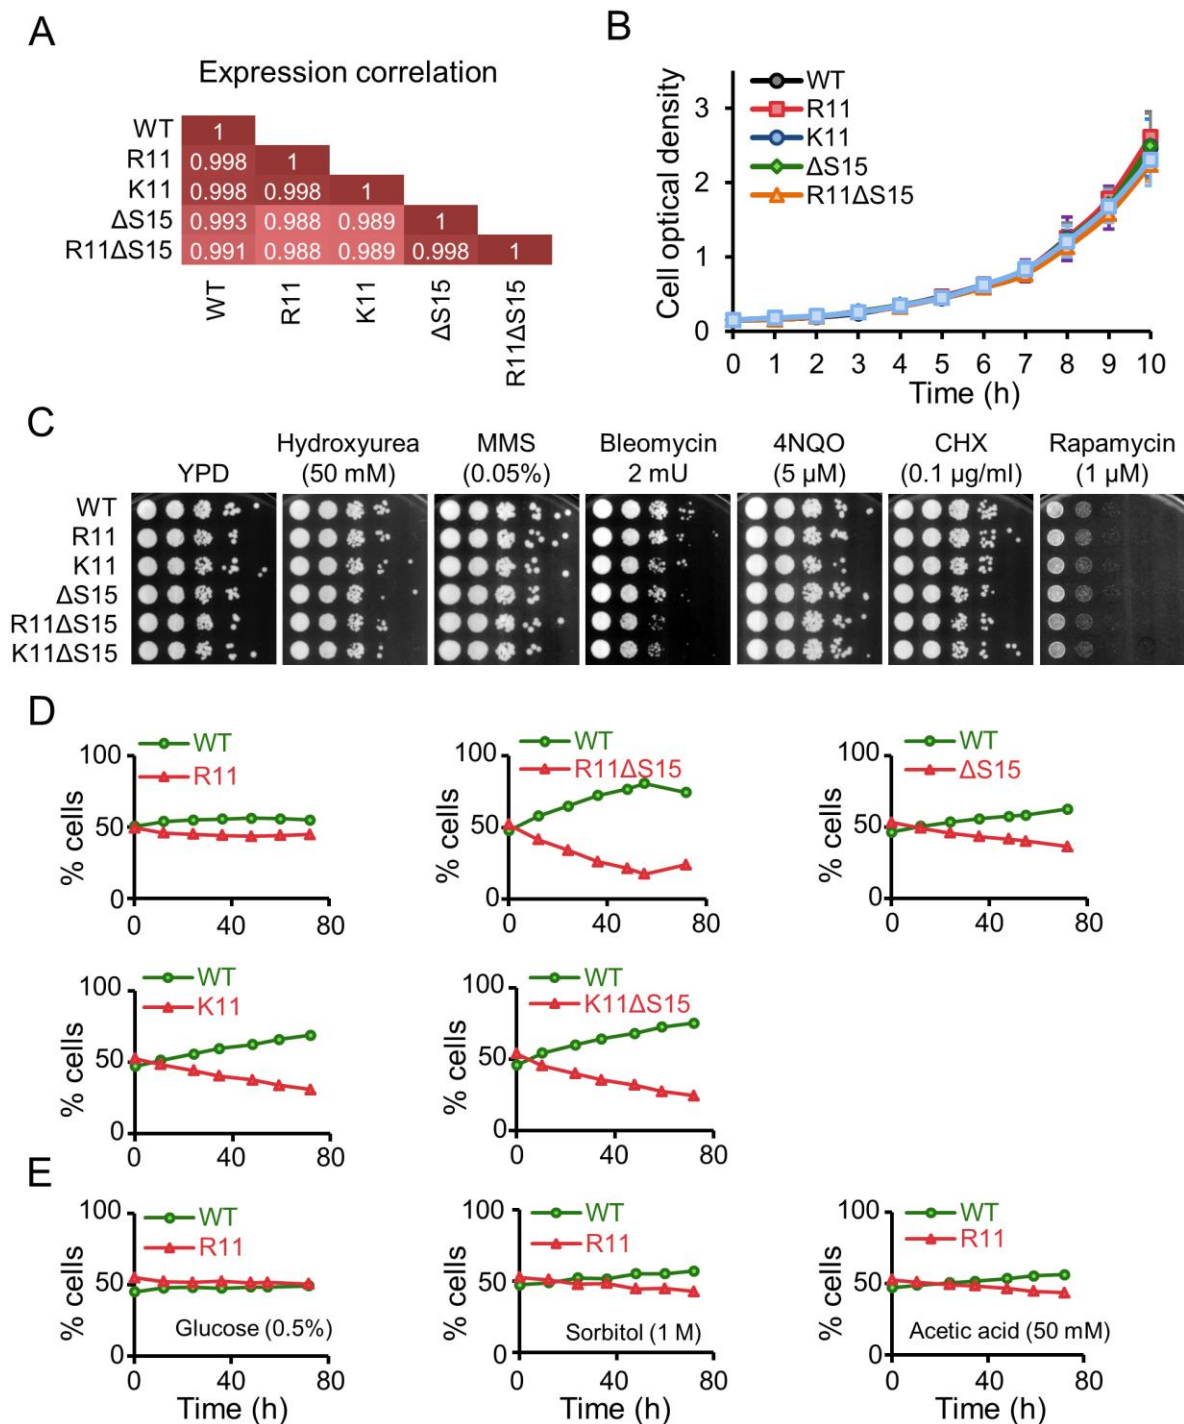 A
Expression correlation
WT
1
R11
0.998 1
K11
0.998 0.998 1
ΔS15
0.993 0.988 0.989 1
R11ΔS15
0.991 0.988 0.989 0.998 1
WT
R11
K11
ΔS15
R11ΔS15
B
Cell optical density
3
2
1
0
WT
R11
K11
ΔS15
R11ΔS15
0 1 2 3 4 5 6 7 8 9 10
Time (h)
C
YPD
Hydroxyurea
(50 mM)
MMS
(0.05%)
Bleomycin
2 mU
4NQO
(5 µM)
CHX
(0.1 µg/ml)
Rapamycin
(1 µM)
WT
R11
K11
ΔS15
R11ΔS15
K11ΔS15
D
% cells
100
50
0
WT
R11
0 40 80
% cells
100
50
0
WT
R11ΔS15
0 40 80
% cells
100
50
0
WT
ΔS15
0 40 80
% cells
100
50
0
WT
K11
0 40 80
% cells
100
50
0
WT
K11ΔS15
0 40 80
E
% cells
100
50
0
WT
R11
Glucose (0.5%)
0 40 80
Time (h)
% cells
100
50
0
WT
R11
Sorbitol (1 M)
0 40 80
Time (h)
% cells
100
50
0
WT
R11
Acetic acid (50 mM)
0 40 80
Time (h)